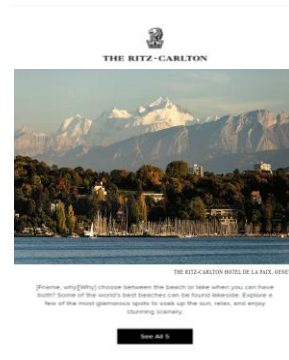 THE RITZ-CARLTON
THE RITZ-CARLTON HOTEL DE LA PAIX, GENE
[Fname, why][Why] choose between the beach or lake when you can have
both? Some of the world's best beaches can be found lakeside. Explore a
few of the most glamorous spots to soak up the sun, relax, and enjoy
stunning scenery.
See All 5